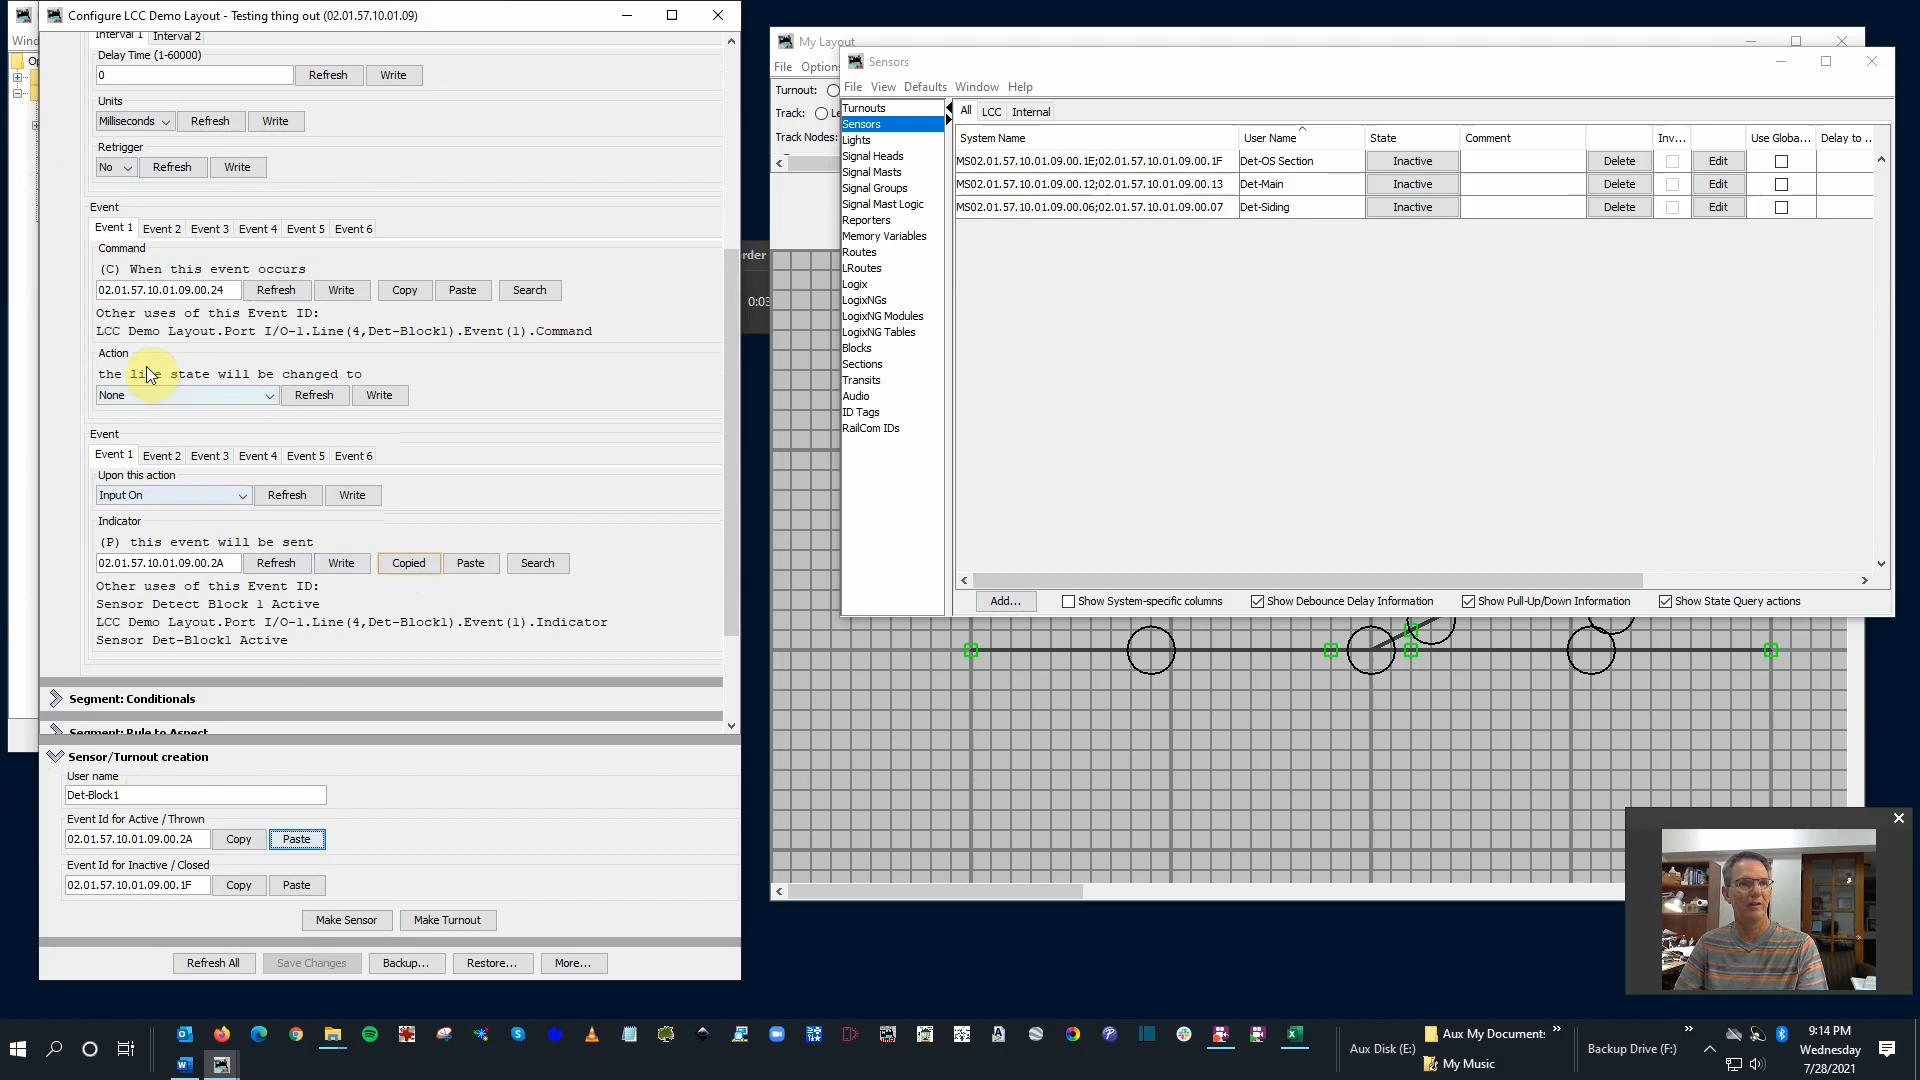 Configure LCC Demo Layout - Testing thing out (02.01.57.10.01.09)
Interval 1 Interval 2
Delay Time (1-60000)
0 Refresh Write
Units
Milliseconds Refresh Write
Retrigger
No Refresh Write
Event
Event 1 Event 2 Event 3 Event 4 Event 5 Event 6
Command
(C) When this event occurs
02.01.57.10.01.09.00.24 Refresh Write Copy Paste Search
Other uses of this Event ID:
LCC Demo Layout.Port I/O-1.Line(4,Det-Block1).Event(1).Command
Action
the line state will be changed to
None Refresh Write
Event
Event 1 Event 2 Event 3 Event 4 Event 5 Event 6
Upon this action
Input On Refresh Write
Indicator
(P) this event will be sent
02.01.57.10.01.09.00.2A Refresh Write Copied Paste Search
Other uses of this Event ID:
Sensor Detect Block 1 Active
LCC Demo Layout.Port I/O-1.Line(4,Det-Block1).Event(1).Indicator
Sensor Det-Block1 Active
Segment: Conditionals
Segment: Rule to Aspect
Sensor/Turnout creation
User name
Det-Block1
Event Id for Active / Thrown
02.01.57.10.01.09.00.2A Copy Paste
Event Id for Inactive / Closed
02.01.57.10.01.09.00.1F Copy Paste
Make Sensor Make Turnout
Refresh All Save Changes Backup... Restore... More...
Wind
Op
rder
0:03
My Layout
File Option
Turnout:
Track: Le
Track Nodes:
Sensors
File View Defaults Window Help
Turnouts
Sensors
Lights
Signal Heads
Signal Masts
Signal Groups
Signal Mast Logic
Reporters
Memory Variables
Routes
LRoutes
Logix
LogixNGs
LogixNG Modules
LogixNG Tables
Blocks
Sections
Transits
Audio
ID Tags
RailCom IDs
All LCC Internal
System Name User Name State Comment Inv... Use Globa... Delay to ...
MS02.01.57.10.01.09.00.1E;02.01.57.10.01.09.00.1F Det-OS Section Inactive Delete Edit
MS02.01.57.10.01.09.00.12;02.01.57.10.01.09.00.13 Det-Main Inactive Delete Edit
MS02.01.57.10.01.09.00.06;02.01.57.10.01.09.00.07 Det-Siding Inactive Delete Edit
Add... Show System-specific columns Show Debounce Delay Information Show Pull-Up/Down Information Show State Query actions
Aux Disk (E:)
Aux My Document:
My Music
Backup Drive (F:)
9:14 PM
Wednesday
7/28/2021